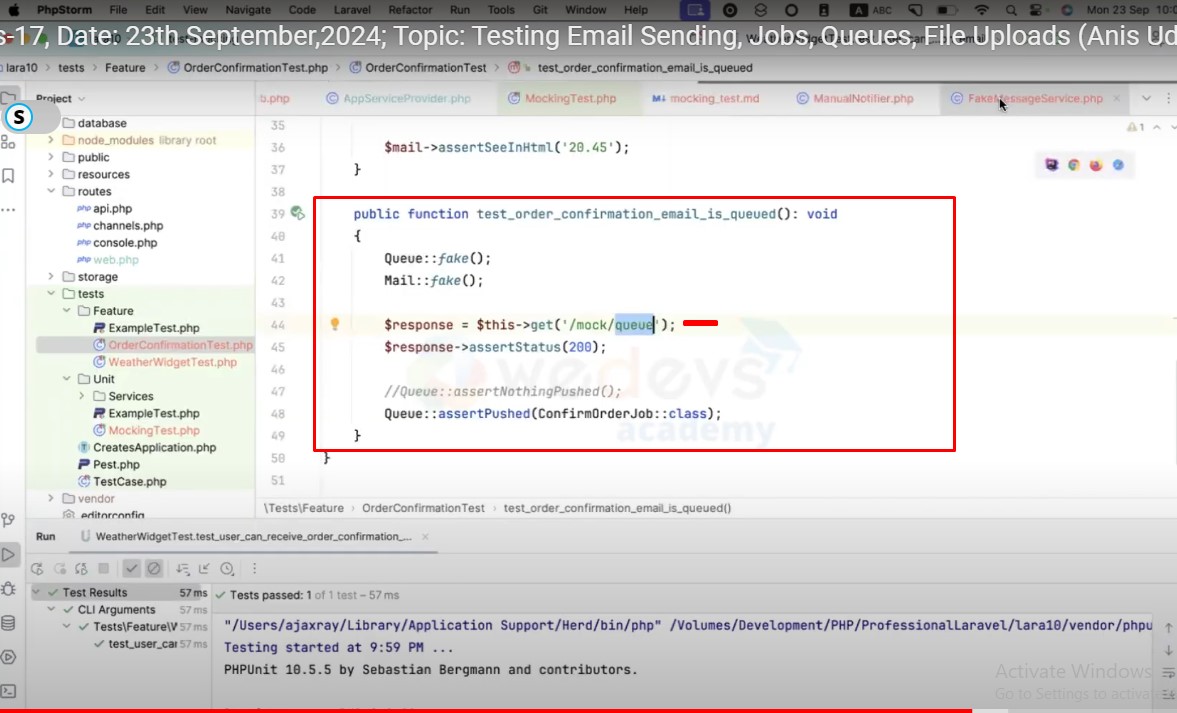 PhpStorm File Edit View Navigate Code Laravel Refactor Run Tools Git Window Help A ABC Mon 23 Sep
s-17, Date: 23th September,2024; Topic: Testing Email Sending, Jobs, Queues, File Uploads (Anis Ud
lara10 › tests › Feature › OrderConfirmationTest.php › OrderConfirmationTest › test_order_confirmation_email_is_queued
Project
b.php AppServiceProvider.php MockingTest.php mocking_test.md ManualNotifier.php FakeMessageService.php
S
database
node_modules library root
public
resources
routes
php api.php
php channels.php
php console.php
php web.php
storage
tests
Feature
ExampleTest.php
OrderConfirmationTest.php
WeatherWidgetTest.php
Unit
Services
ExampleTest.php
MockingTest.php
CreatesApplication.php
Pest.php
TestCase.php
vendor
.editorconfig
1
35
36 $mail->assertSeeInHtml('20.45');
37 }
38
39 public function test_order_confirmation_email_is_queued(): void
40 {
41 Queue::fake();
42 Mail::fake();
43
44 $response = $this->get('/mock/queue');
45 $response->assertStatus(200);
46
47 //Queue::assertNothingPushed();
48 Queue::assertPushed(ConfirmOrderJob::class);
49 }
50 }
51
wedevs
academy
\Tests\Feature › OrderConfirmationTest › test_order_confirmation_email_is_queued()
Run WeatherWidgetTest.test_user_can_receive_order_confirmation_...
Test Results 57 ms
CLI Arguments 57 ms
Tests\Feature\W 57 ms
test_user_car 57 ms
Tests passed: 1 of 1 test – 57 ms
"/Users/ajaxray/Library/Application Support/Herd/bin/php" /Volumes/Development/PHP/ProfessionalLaravel/lara10/vendor/phpu
Testing started at 9:59 PM ...
PHPUnit 10.5.5 by Sebastian Bergmann and contributors.
Activate Windows
Go to Settings to activate